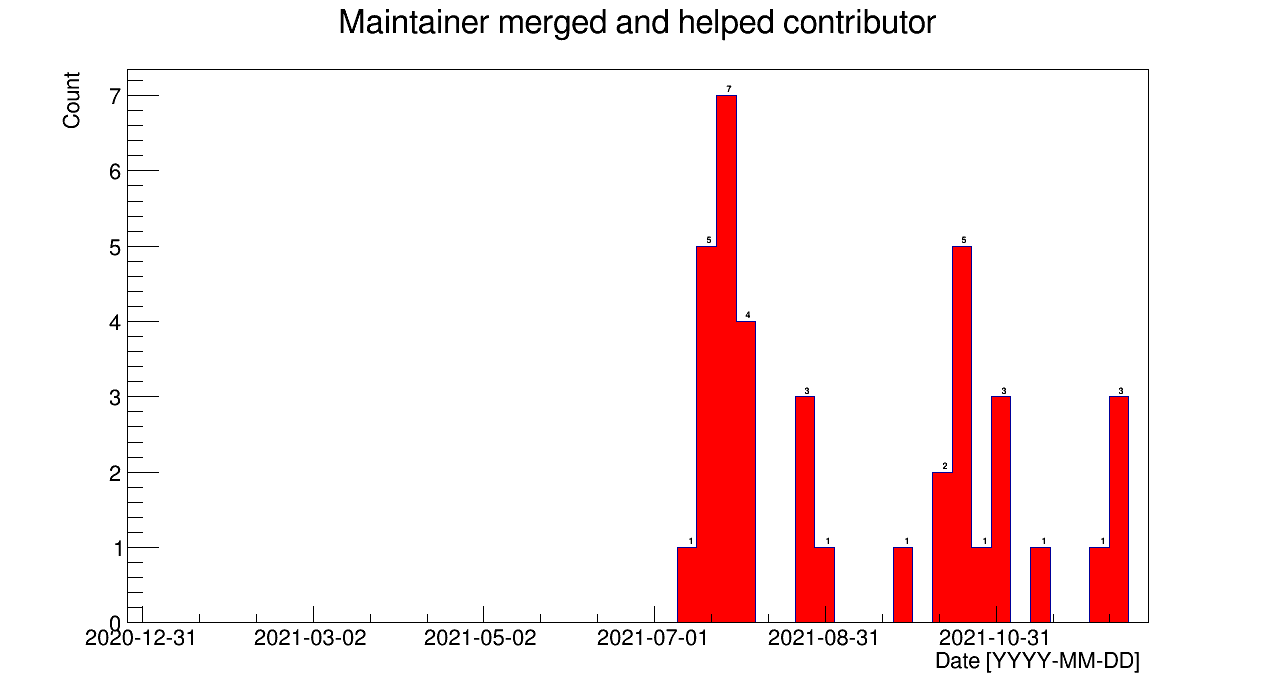 Maintainer merged and helped contributor
Count
7
6
5
4
3
2
1
0
1 5 7 4 3 1 1 2 5 1 3 1 1 3
2020-12-31 2021-03-02 2021-05-02 2021-07-01 2021-08-31 2021-10-31
Date [YYYY-MM-DD]